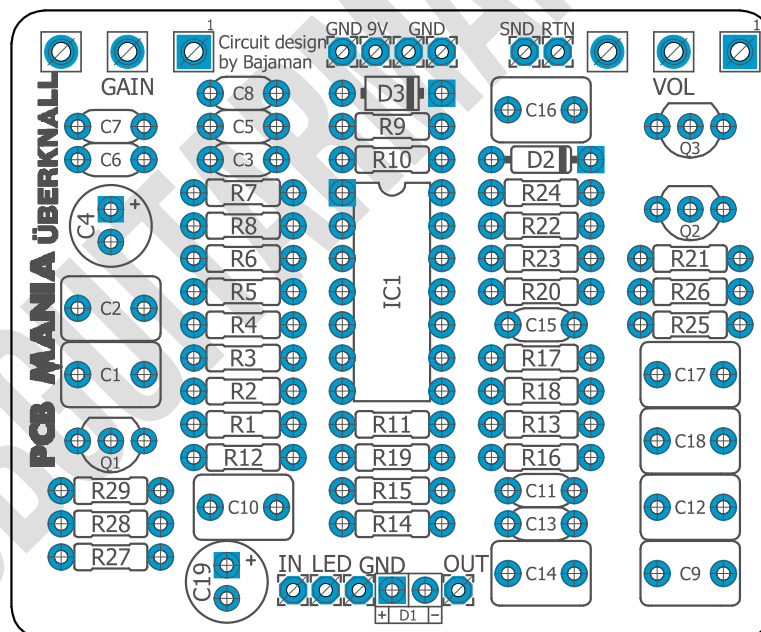 1
GND 9V GND
SND RTN
1
Circuit design
by Bajaman
GAIN
VOL
PCB MANIA ÜBERKNALL
C8
D3
C16
C7
C5
R9
Q3
C6
C3
R10
D2
R7
R24
C4
+
R8
R22
Q2
R6
R23
R21
IC1
R5
R20
R26
C2
R4
C15
R25
R3
R17
C1
C17
R2
R18
R1
R11
R13
C18
Q1
R12
R19
R16
R29
R15
C11
C10
C12
R28
R14
C13
R27
C19
+
IN LED GND OUT
C14
C9
+ D1 −